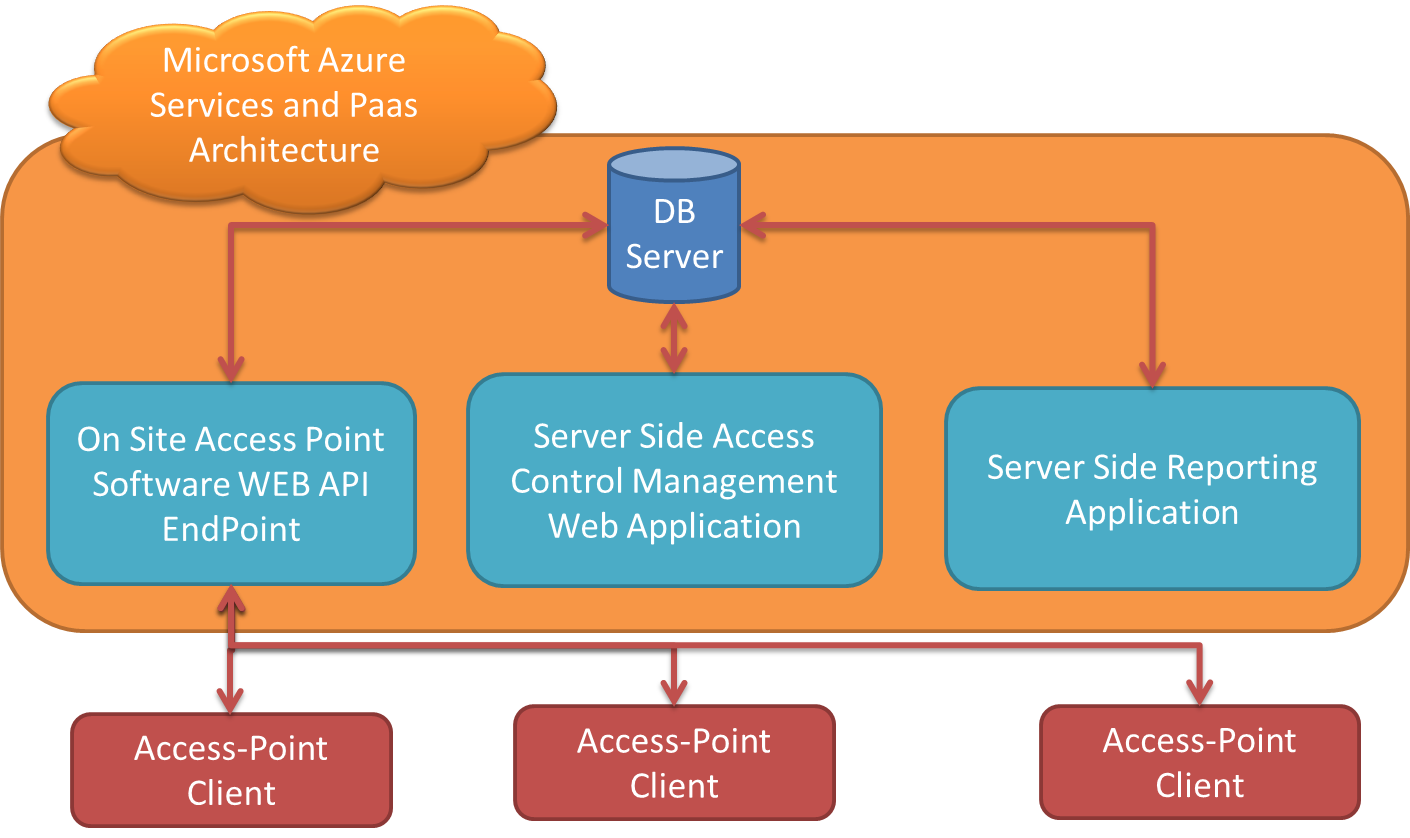 Microsoft Azure
Services and Paas
Architecture
DB
Server
On Site Access Point
Software WEB API
EndPoint
Server Side Access
Control Management
Web Application
Server Side Reporting
Application
Access-Point
Client
Access-Point
Client
Access-Point
Client